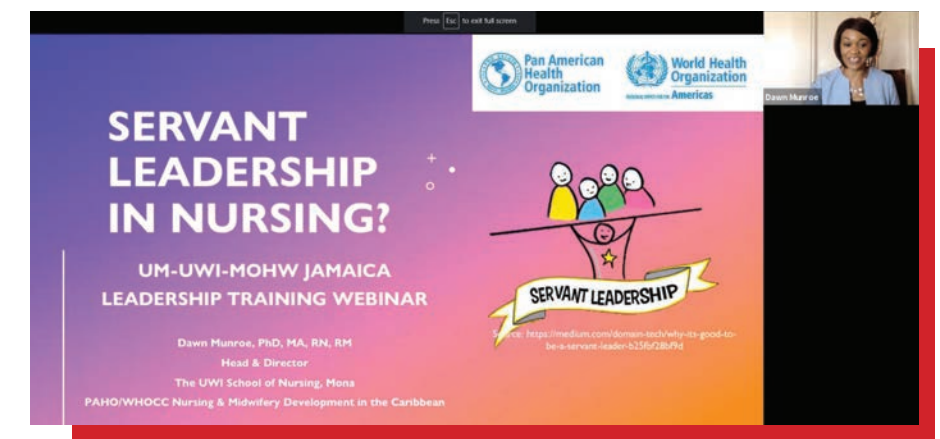 Press Esc to exit full screen
Pan American
Health
Organization
World Health
Organization
Americas
Dawn Munroe
SERVANT
LEADERSHIP
IN NURSING?
UM-UWI-MOHW JAMAICA
LEADERSHIP TRAINING WEBINAR
Dawn Munroe, PhD, MA, RN, RM
Head & Director
The UWI School of Nursing, Mona
PAHO/WHOCC Nursing & Midwifery Development in the Caribbean
SERVANT LEADERSHIP
Source: https://medium.com/domain-tech/why-its-good-to-
be-a-servant-leader-b25fbf28bf9d